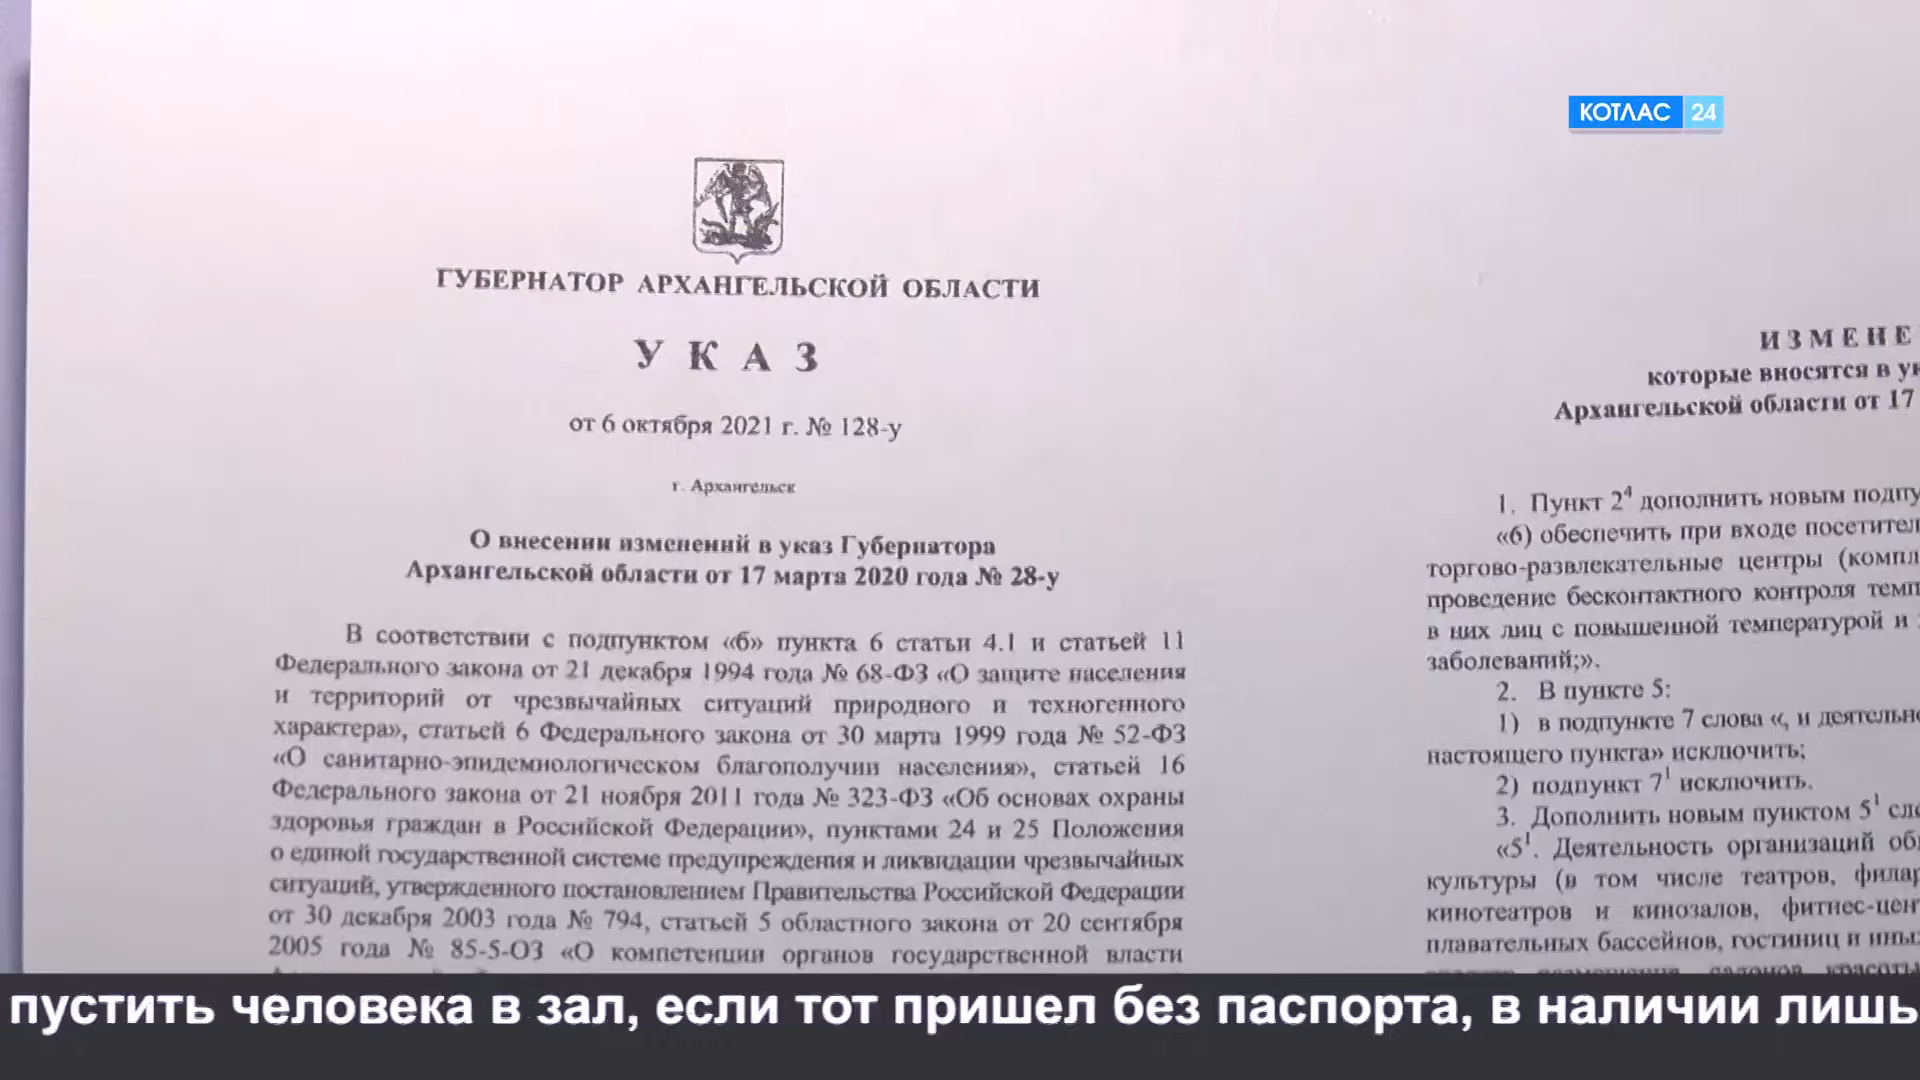 КОТЛАС 24
ГУБЕРНАТОР АРХАНГЕЛЬСКОЙ ОБЛАСТИ
У К А З
от 6 октября 2021 г. № 128-у
г. Архангельск
О внесении изменений в указ Губернатора
Архангельской области от 17 марта 2020 года № 28-у
В соответствии с подпунктом «б» пункта 6 статьи 4.1 и статьей 11
Федерального закона от 21 декабря 1994 года № 68-ФЗ «О защите населения
и территорий от чрезвычайных ситуаций природного и техногенного
характера», статьей 6 Федерального закона от 30 марта 1999 года № 52-ФЗ
«О санитарно-эпидемиологическом благополучии населения», статьей 16
Федерального закона от 21 ноября 2011 года № 323-ФЗ «Об основах охраны
здоровья граждан в Российской Федерации», пунктами 24 и 25 Положения
о единой государственной системе предупреждения и ликвидации чрезвычайных
ситуаций, утвержденного постановлением Правительства Российской Федерации
от 30 декабря 2003 года № 794, статьей 5 областного закона от 20 сентября
2005 года № 85-5-ОЗ «О компетенции органов государственной власти
И З М Е Н Е
которые вносятся в ук
Архангельской области от 17
1. Пункт 2⁴ дополнить новым подпу
«6) обеспечить при входе посетител
торгово-развлекательные центры (компл
проведение бесконтактного контроля темп
в них лиц с повышенной температурой и
заболеваний;».
2. В пункте 5:
1) в подпункте 7 слова «, и деятельно
настоящего пункта» исключить;
2) подпункт 7¹ исключить.
3. Дополнить новым пунктом 5¹ сле
«5¹. Деятельность организаций об
культуры (в том числе театров, филар
кинотеатров и кинозалов, фитнес-цен
плавательных бассейнов, гостиниц и ины
пустить человека в зал, если тот пришел без паспорта, в наличии лишь